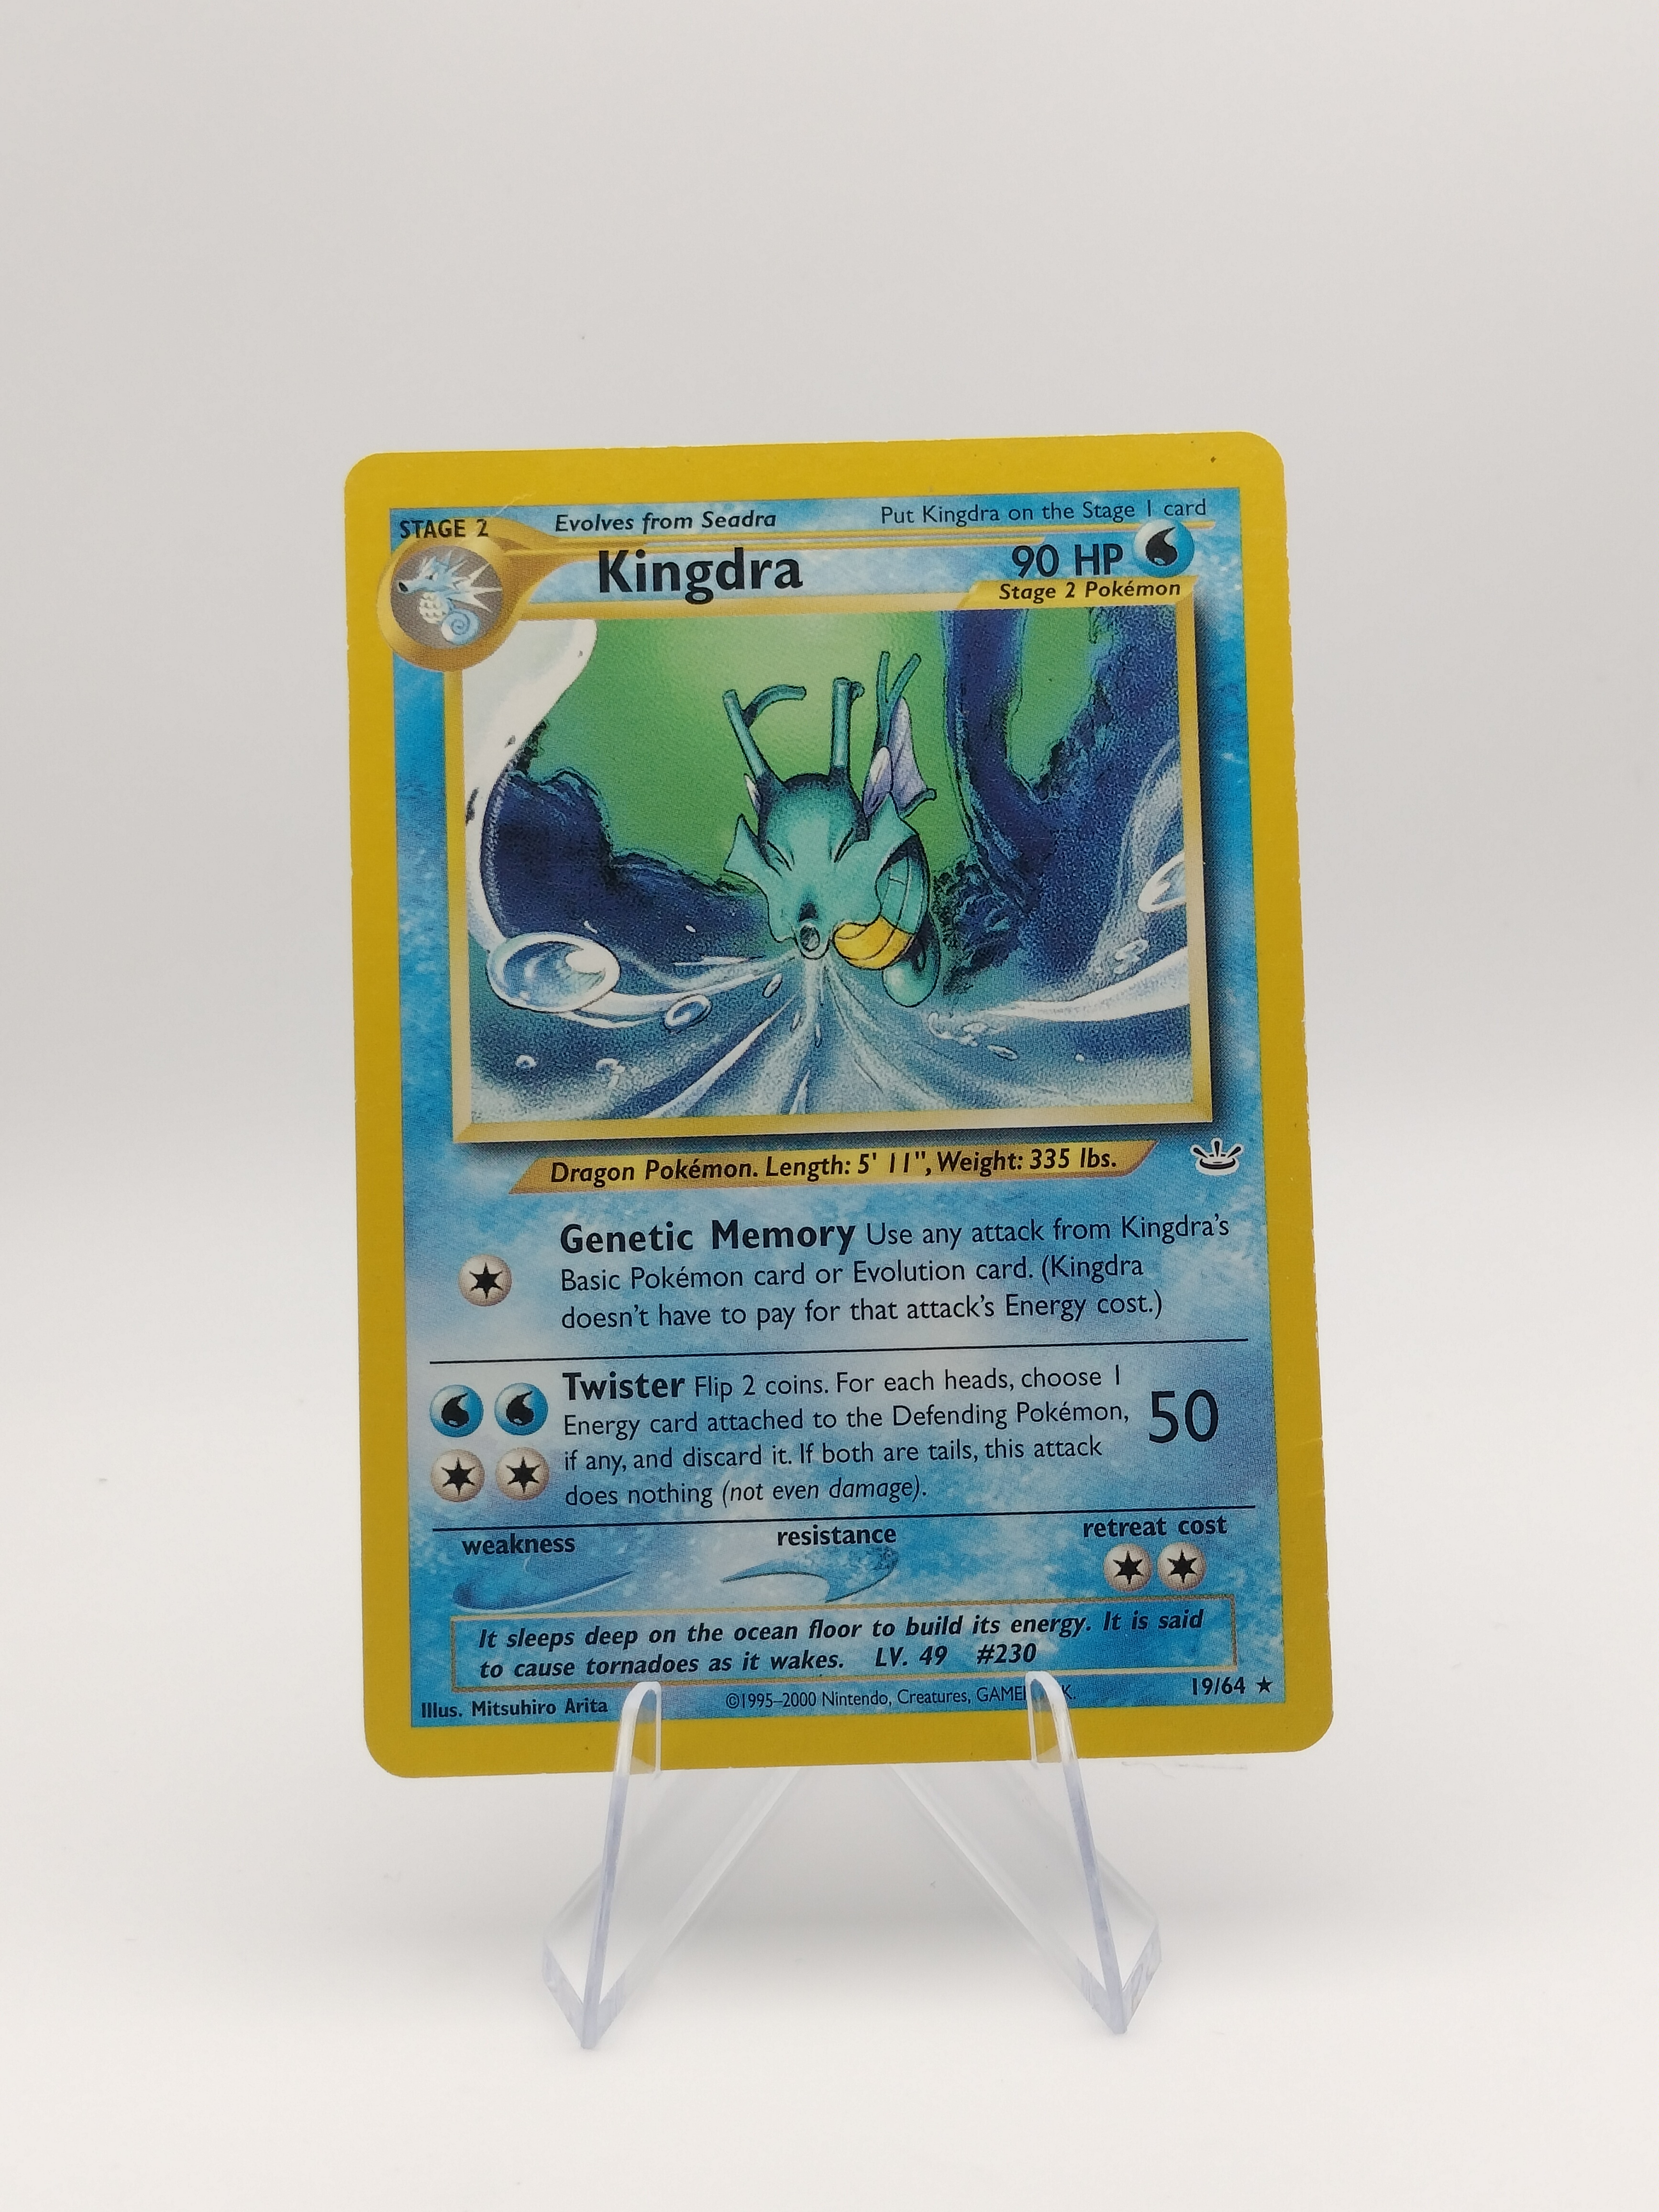 STAGE 2
Evolves from Seadra
Put Kingdra on the Stage 1 card
Kingdra
90 HP
Stage 2 Pokémon
Dragon Pokémon. Length: 5' 11", Weight: 335 lbs.
Genetic Memory Use any attack from Kingdra's
Basic Pokémon card or Evolution card. (Kingdra
doesn't have to pay for that attack's Energy cost.)
Twister Flip 2 coins. For each heads, choose 1
Energy card attached to the Defending Pokémon,
if any, and discard it. If both are tails, this attack
does nothing (not even damage).
50
weakness
resistance
retreat cost
It sleeps deep on the ocean floor to build its energy. It is said
to cause tornadoes as it wakes. LV. 49 #230
Illus. Mitsuhiro Arita
©1995–2000 Nintendo, Creatures,
19/64 ★